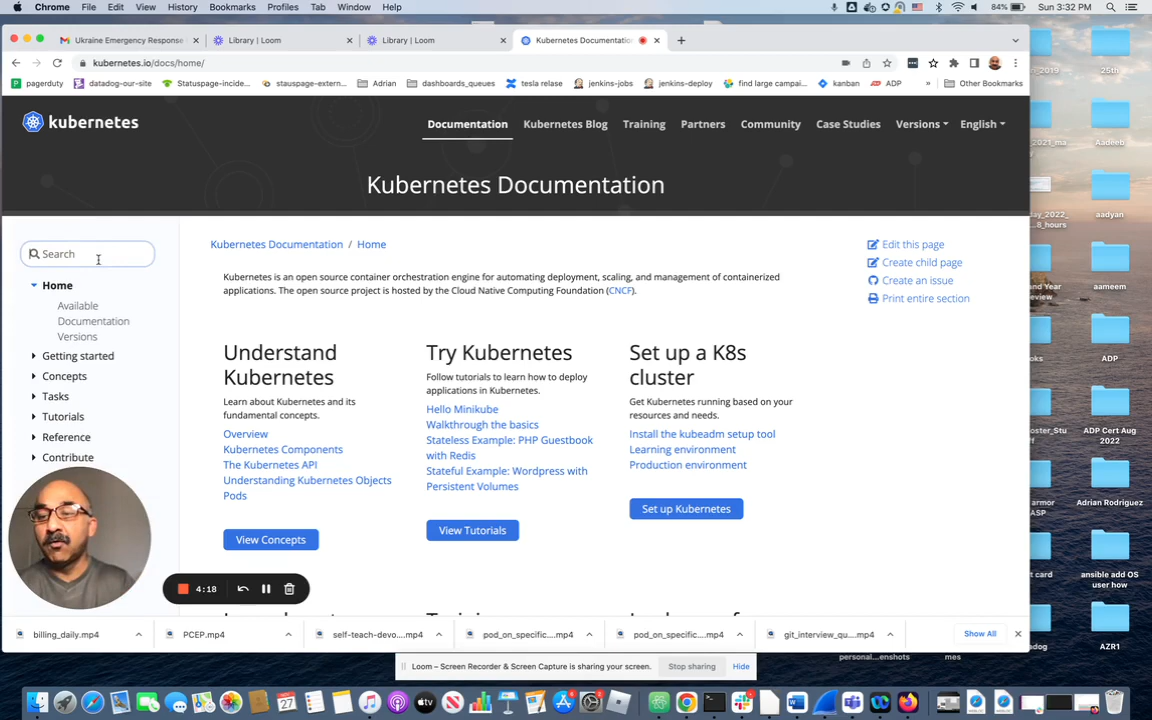 Chrome File Edit View History Bookmarks Profiles Tab Window Help
84% Sun 3:32 PM
Ukraine Emergency Response
Library | Loom
Library | Loom
Kubernetes Documentatio
kubernetes.io/docs/home/
pagerduty datadog-our-site Statuspage-incide... stauspage-extern... Adrian dashboards_queues tesla relase jenkins-jobs jenkins-deploy find large campai... kanban ADP » Other Bookmarks
kubernetes
Documentation Kubernetes Blog Training Partners Community Case Studies Versions English
Kubernetes Documentation
Search
Home
Available
Documentation
Versions
Getting started
Concepts
Tasks
Tutorials
Reference
Contribute
Kubernetes Documentation / Home
Kubernetes is an open source container orchestration engine for automating deployment, scaling, and management of containerized
applications. The open source project is hosted by the Cloud Native Computing Foundation (CNCF).
Edit this page
Create child page
Create an issue
Print entire section
Understand
Kubernetes
Learn about Kubernetes and its
fundamental concepts.
Overview
Kubernetes Components
The Kubernetes API
Understanding Kubernetes Objects
Pods
View Concepts
Try Kubernetes
Follow tutorials to learn how to deploy
applications in Kubernetes.
Hello Minikube
Walkthrough the basics
Stateless Example: PHP Guestbook
with Redis
Stateful Example: Wordpress with
Persistent Volumes
View Tutorials
Set up a K8s
cluster
Get Kubernetes running based on your
resources and needs.
Install the kubeadm setup tool
Learning environment
Production environment
Set up Kubernetes
4:18
billing_daily.mp4
PCEP.mp4
self-teach-devo....mp4
pod_on_specific....mp4
pod_on_specific....mp4
git_interview_qu....mp4
Show All
Loom – Screen Recorder & Screen Capture is sharing your screen.
Stop sharing
Hide
25th
Aadeeb
aadyan
aameem
ADP
ADP Cert Aug
2022
Adrian Rodriguez
ansible add OS
user how
AZR1